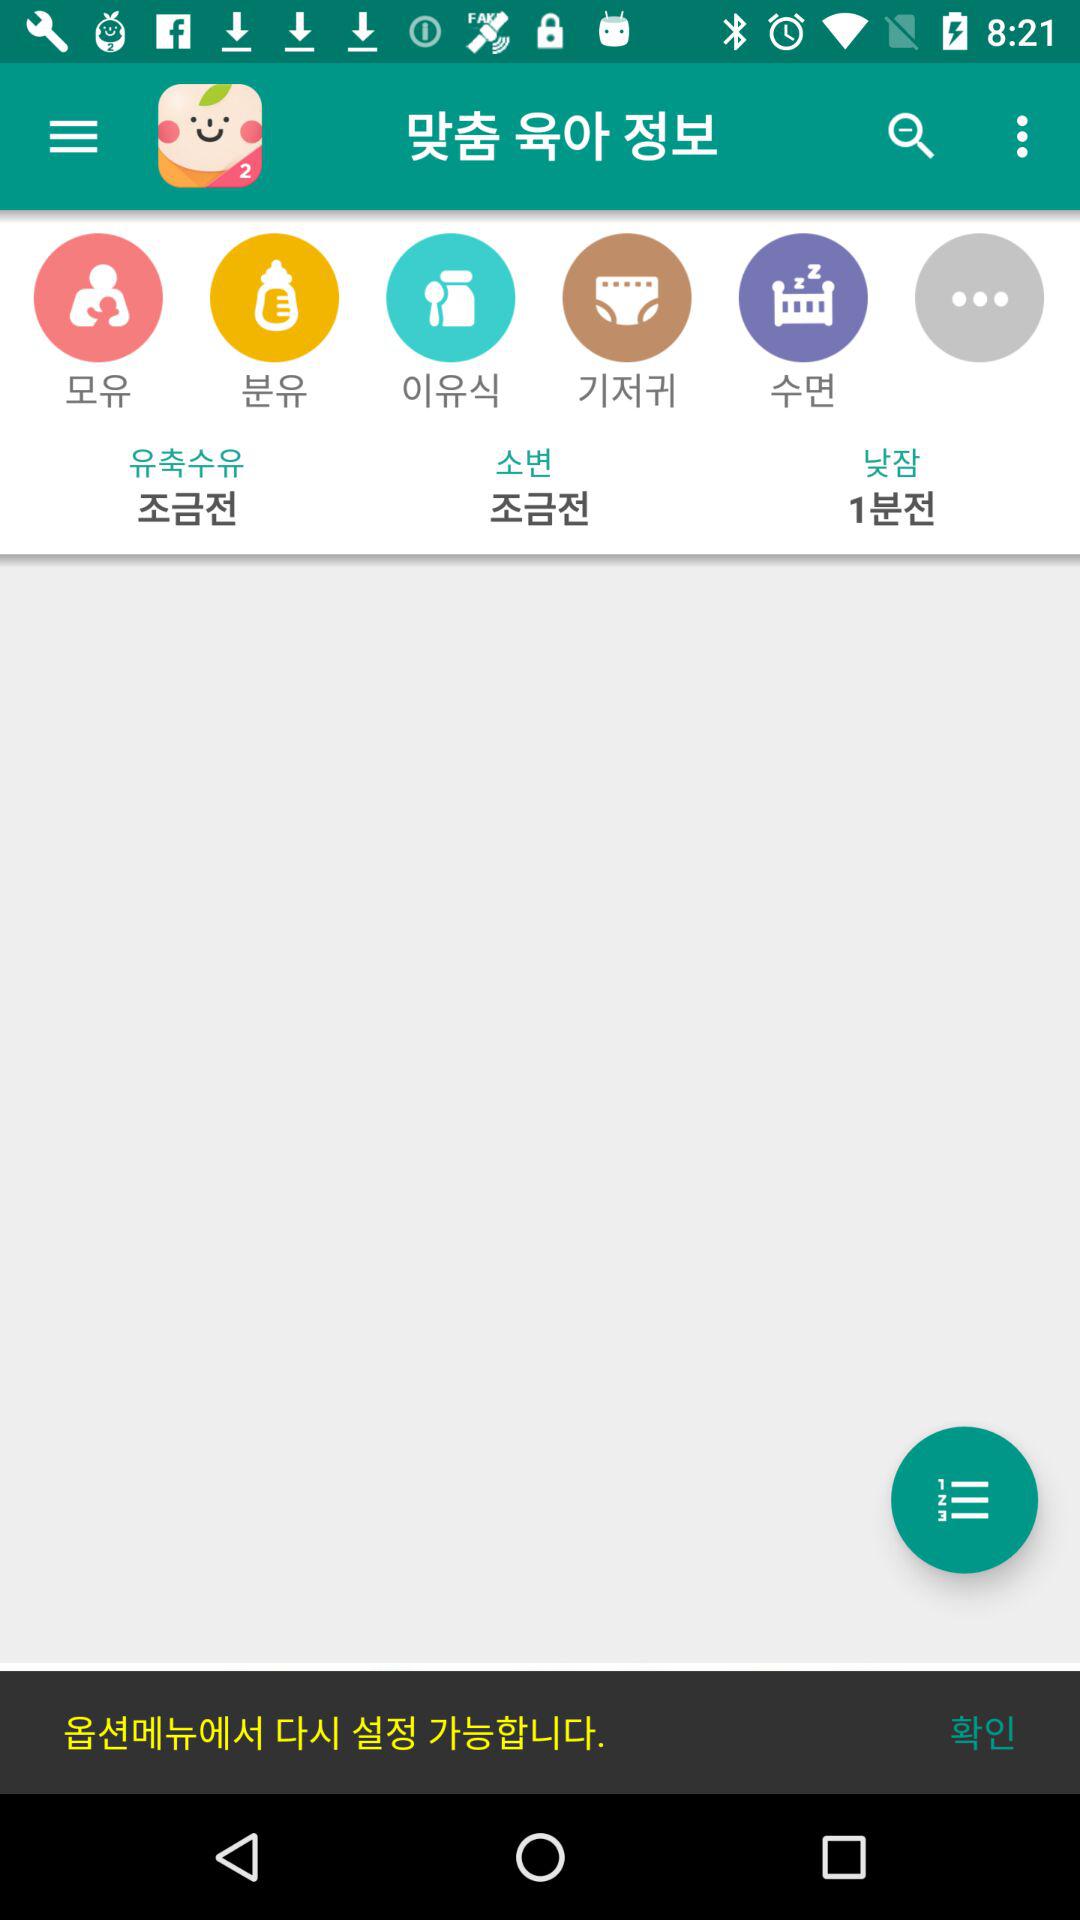 FAKE
8:21
맞춤 육아 정보
2
모유 분유 이유식 기저귀 수면
유축수유 소변 낮잠
조금전 조금전 1분전
옵션메뉴에서 다시 설정 가능합니다. 확인